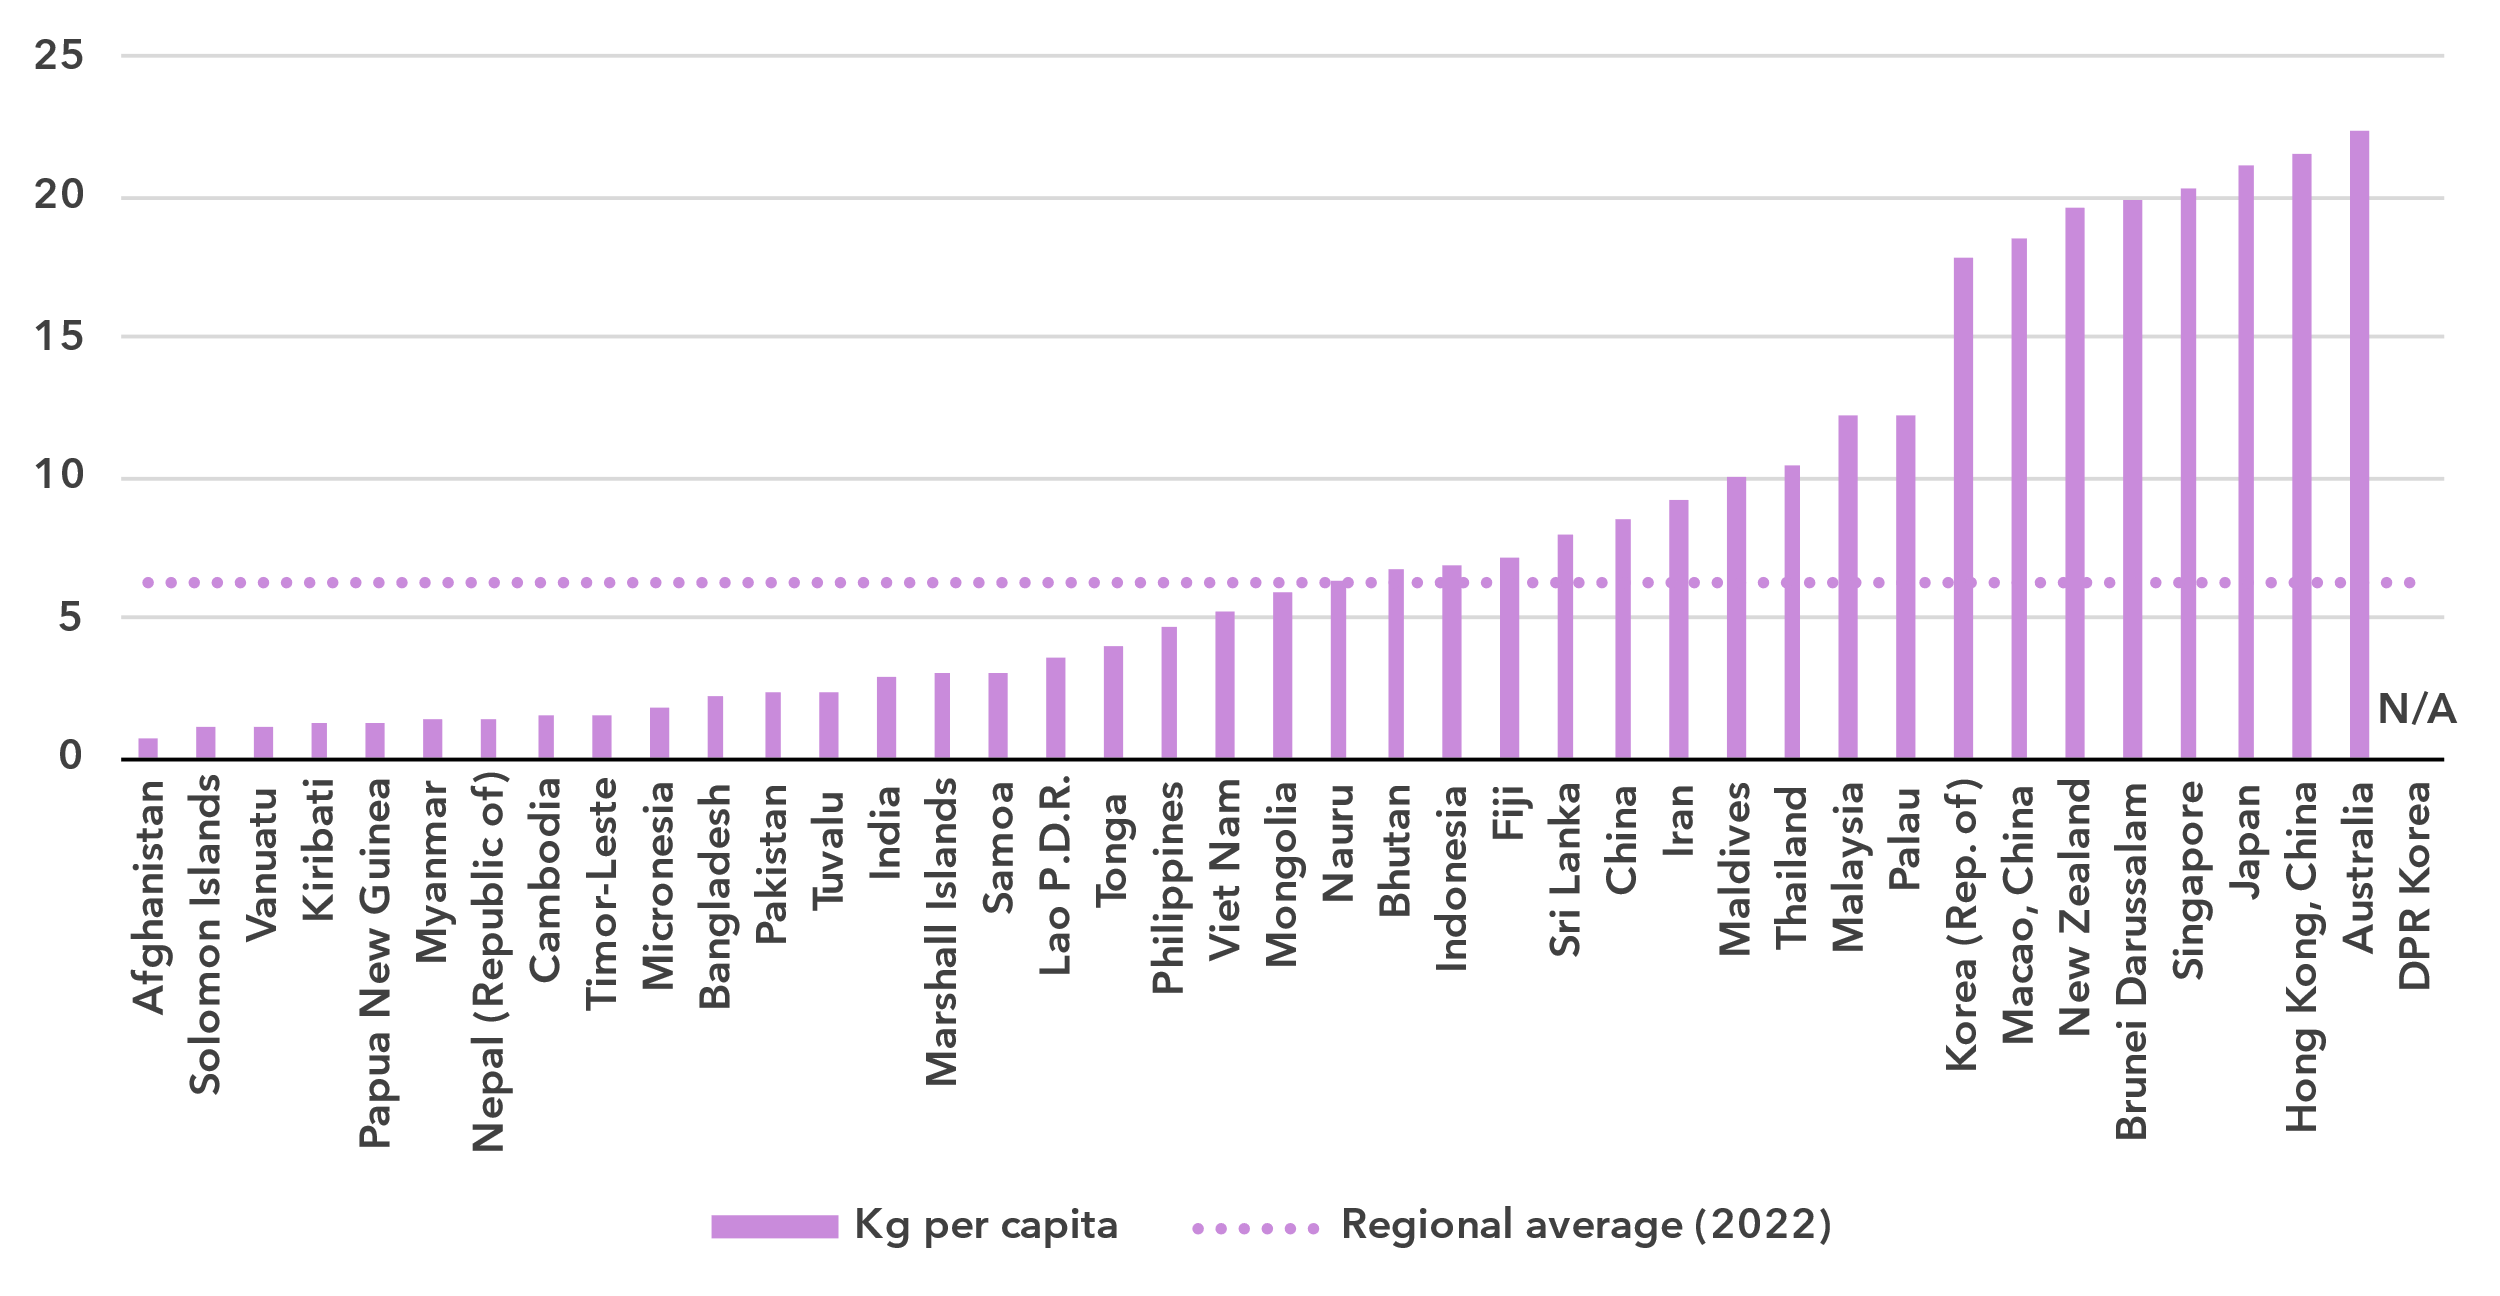 25
20
15
10
5
0
N/A
Afghanistan
Solomon Islands
Vanuatu
Kiribati
Papua New Guinea
Myanmar
Nepal (Republic of)
Cambodia
Timor-Leste
Micronesia
Bangladesh
Pakistan
Tuvalu
India
Marshall Islands
Samoa
Lao P.D.R.
Tonga
Philippines
Viet Nam
Mongolia
Nauru
Bhutan
Indonesia
Fiji
Sri Lanka
China
Iran
Maldives
Thailand
Malaysia
Palau
Korea (Rep. of)
Macao, China
New Zealand
Brunei Darussalam
Singapore
Japan
Hong Kong, China
Australia
DPR Korea
Kg per capita
Regional average (2022)